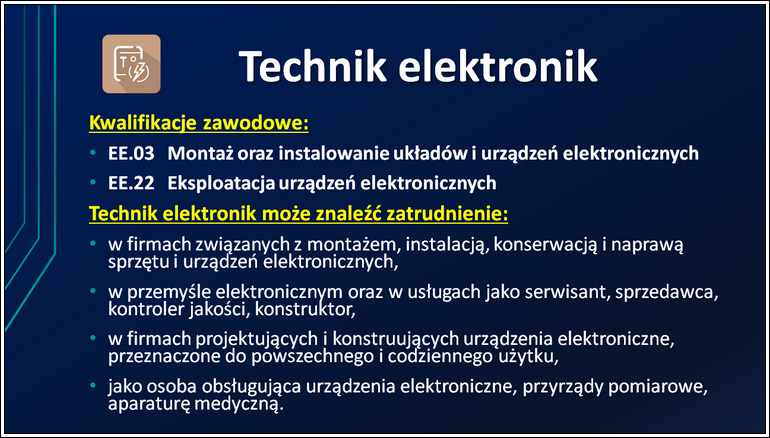 Technik elektronik
Kwalifikacje zawodowe:
• EE.03 Montaż oraz instalowanie układów i urządzeń elektronicznych
• EE.22 Eksploatacja urządzeń elektronicznych
Technik elektronik może znaleźć zatrudnienie:
• w firmach związanych z montażem, instalacją, konserwacją i naprawą
sprzętu i urządzeń elektronicznych,
• w przemyśle elektronicznym oraz w usługach jako serwisant, sprzedawca,
kontroler jakości, konstruktor,
• w firmach projektujących i konstruujących urządzenia elektroniczne,
przeznaczone do powszechnego i codziennego użytku,
• jako osoba obsługująca urządzenia elektroniczne, przyrządy pomiarowe,
aparaturę medyczną.